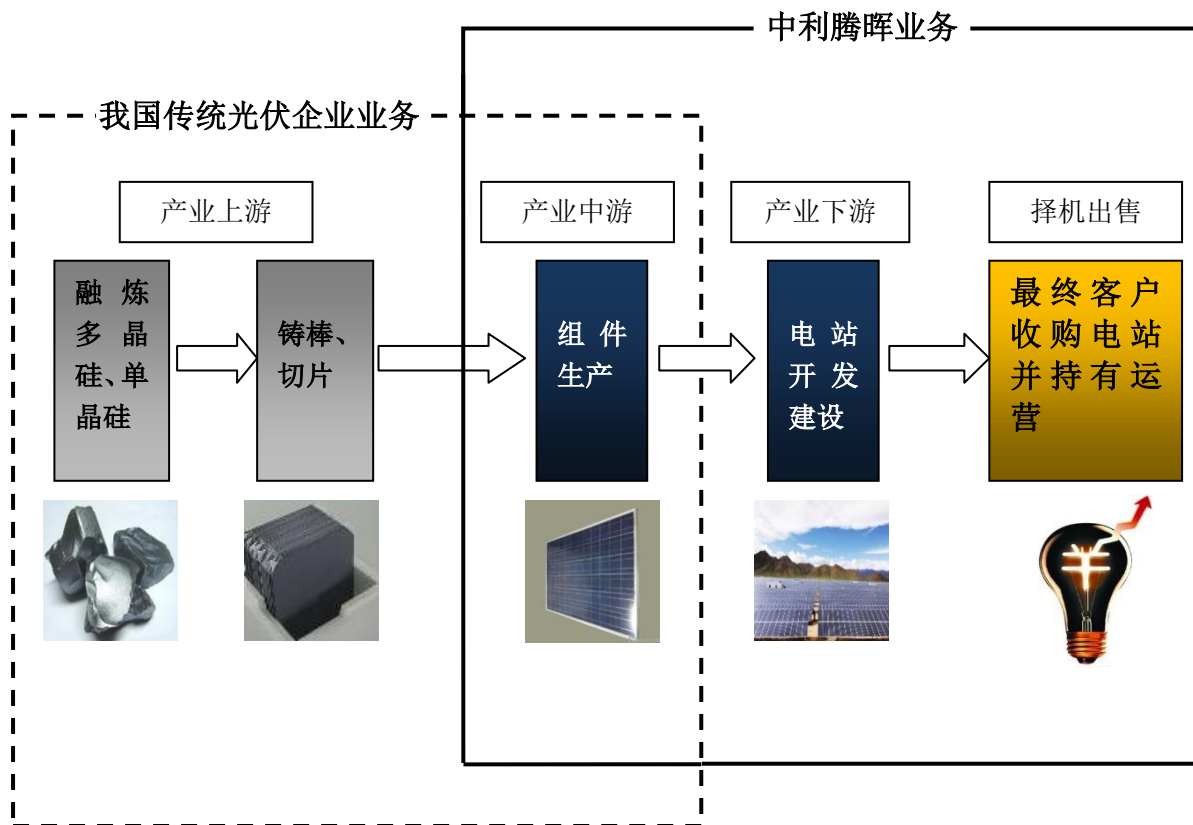 中利腾晖业务
我国传统光伏企业业务
产业上游
产业中游
产业下游
择机出售
融炼
多晶
硅、单
晶硅
铸棒、
切片
组件
生产
电站
开发
建设
最终客户
收购电站
并持有运
营